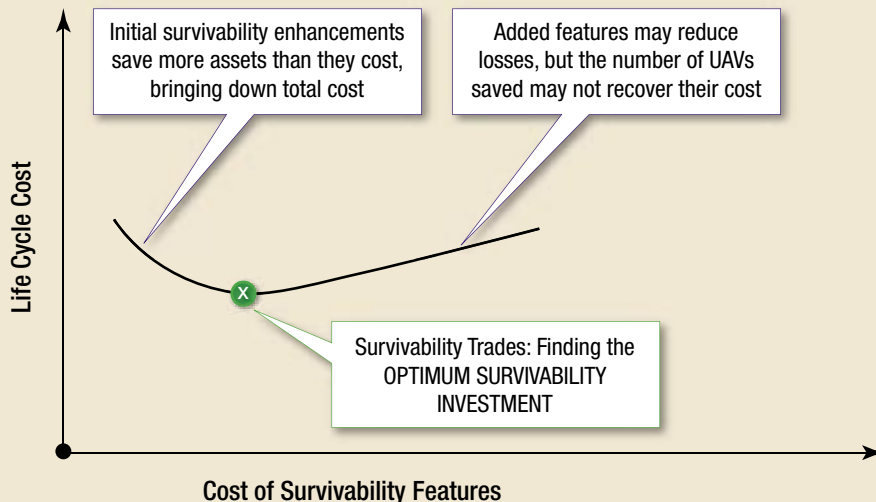 Initial survivability enhancements
save more assets than they cost,
bringing down total cost
Added features may reduce
losses, but the number of UAVs
saved may not recover their cost
Life Cycle Cost
X
Survivability Trades: Finding the
OPTIMUM SURVIVABILITY
INVESTMENT
Cost of Survivability Features